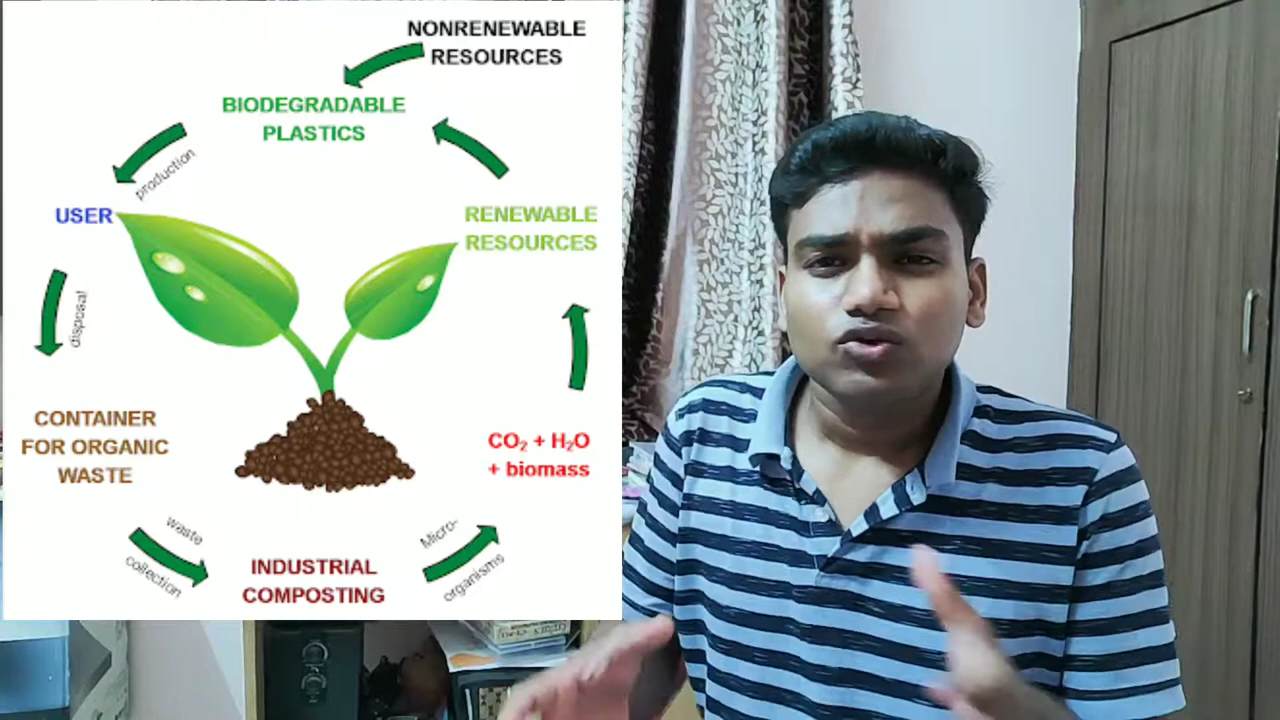 NONRENEWABLE
RESOURCES
BIODEGRADABLE
PLASTICS
production
USER
RENEWABLE
RESOURCES
disposal
CONTAINER
FOR ORGANIC
WASTE
CO₂ + H₂O
+ biomass
waste
collection
INDUSTRIAL
COMPOSTING
Micro-
organisms